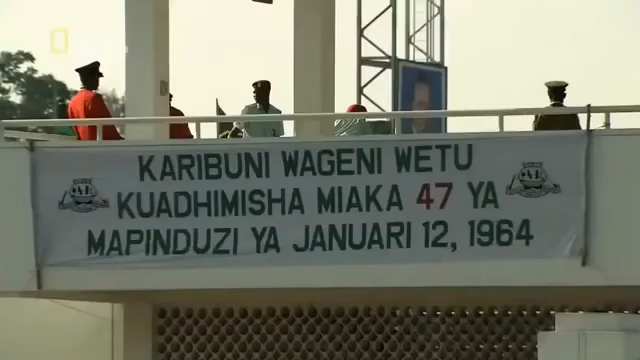 KARIBUNI WAGENI WETU
KUADHIMISHA MIAKA 47 YA
MAPINDUZI YA JANUARI 12, 1964